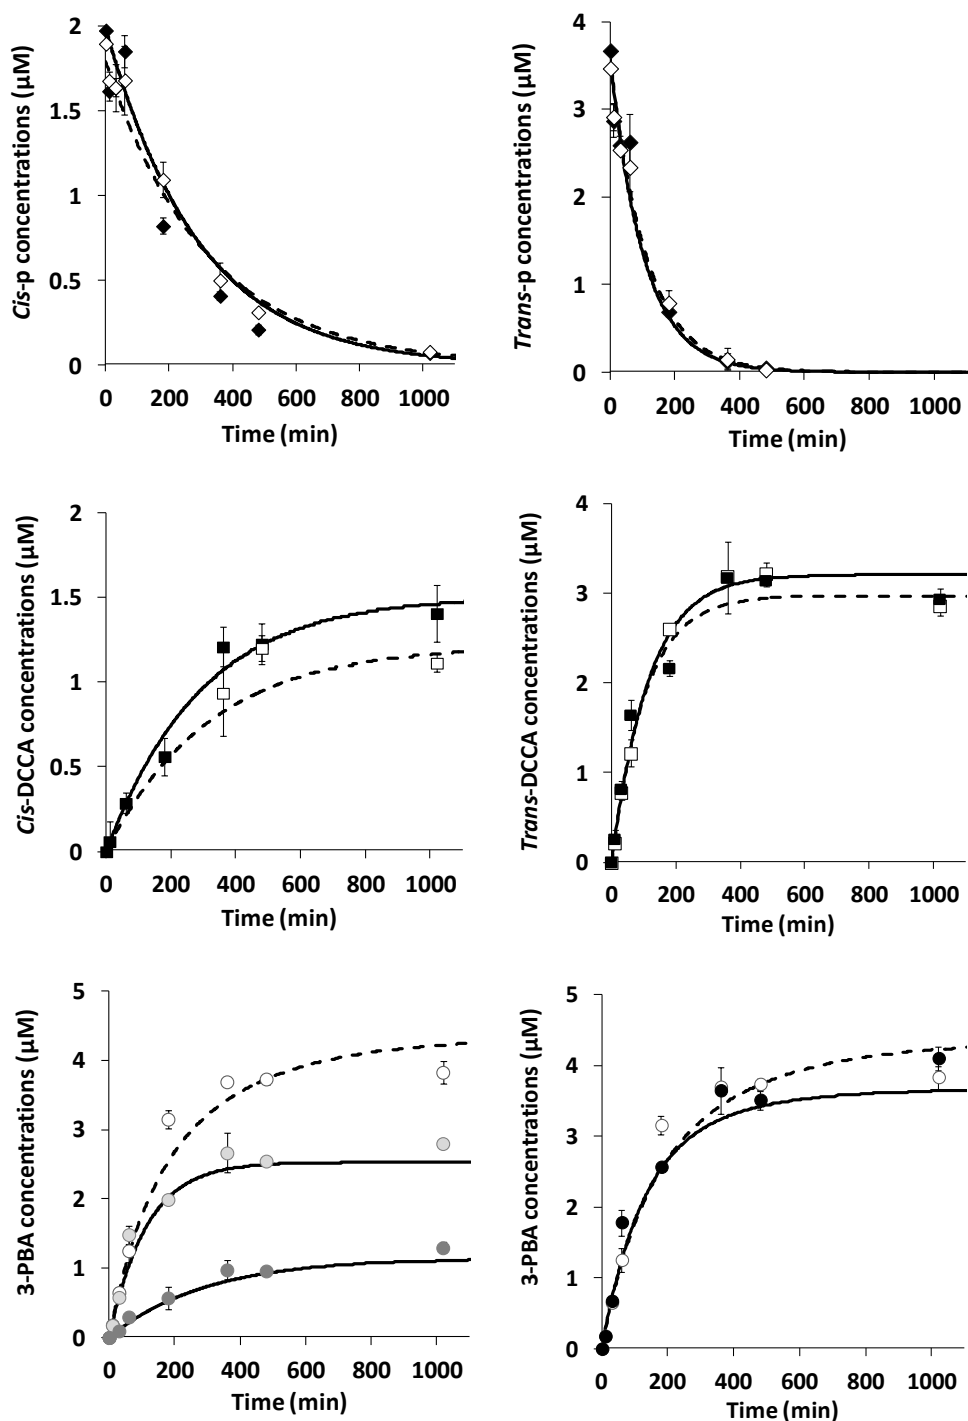 Cis-p concentrations (µM)
2
1.5
1
0.5
0
0 200 400 600 800 1000
Time (min)
Trans-p concentrations (µM)
4
3
2
1
0
0 200 400 600 800 1000
Time (min)
Cis-DCCA concentrations (µM)
2
1.5
1
0.5
0
0 200 400 600 800 1000
Time (min)
Trans-DCCA concentrations (µM)
4
3
2
1
0
0 200 400 600 800 1000
Time (min)
3-PBA concentrations (µM)
5
4
3
2
1
0
0 200 400 600 800 1000
Time (min)
3-PBA concentrations (µM)
5
4
3
2
1
0
0 200 400 600 800 1000
Time (min)